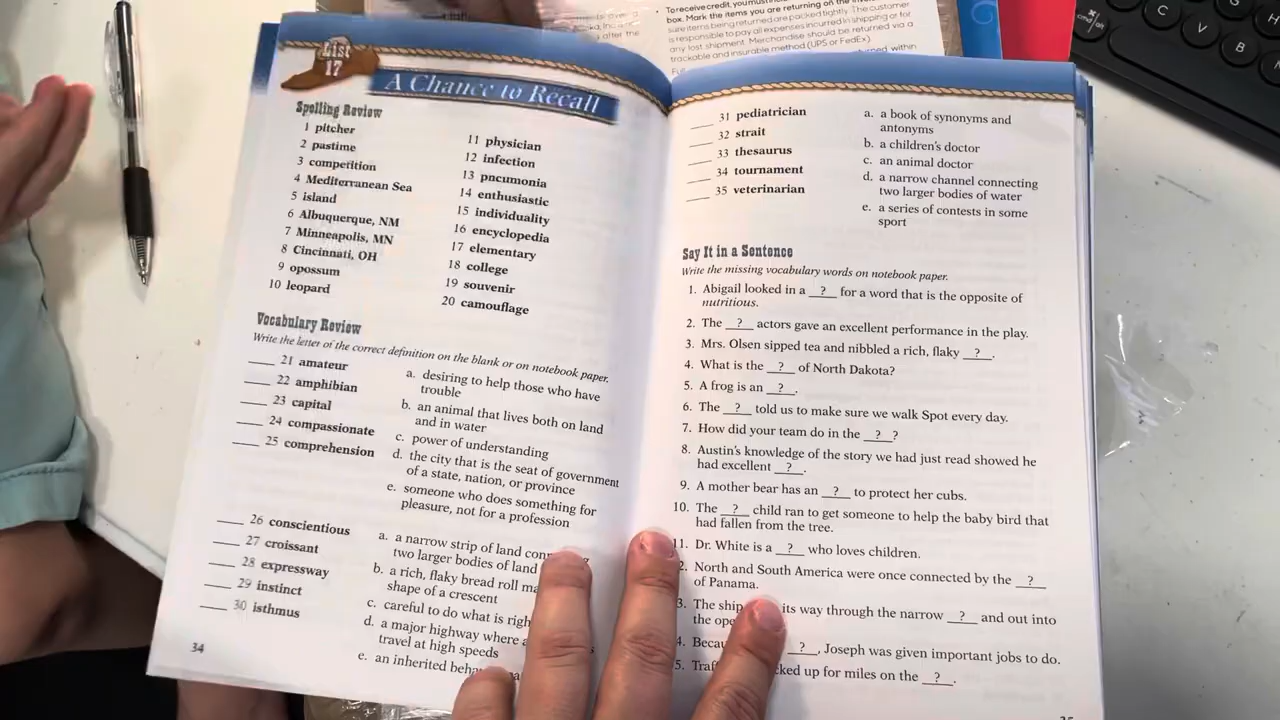 To receive credit, you must
box. Mark the items you are returning on the
sure items being returned are packed tightly. The customer
is responsible to pay all expenses incurred in shipping or for
any lost shipment. Merchandise should be returned via a
trackable and insurable method (UPS or FedEx).
within
after the
C
V
B
List
17
A Chance to Recall
Spelling Review
1 pitcher
2 pastime
3 competition
4 Mediterranean Sea
5 island
6 Albuquerque, NM
7 Minneapolis, MN
8 Cincinnati, OH
9 opossum
10 leopard
11 physician
12 infection
13 pneumonia
14 enthusiastic
15 individuality
16 encyclopedia
17 elementary
18 college
19 souvenir
20 camouflage
Vocabulary Review
Write the letter of the correct definition on the blank or on notebook paper.
21 amateur
22 amphibian
23 capital
24 compassionate
25 comprehension
a. desiring to help those who have
trouble
b. an animal that lives both on land
and in water
c. power of understanding
d. the city that is the seat of government
of a state, nation, or province
e. someone who does something for
pleasure, not for a profession
26 conscientious
27 croissant
28 expressway
29 instinct
30 isthmus
a. a narrow strip of land
two larger bodies of land
b. a rich, flaky bread roll
shape of a crescent
c. careful to do what is
d. a major highway where
travel at high speeds
e. an inherited
34
31 pediatrician
32 strait
33 thesaurus
34 tournament
35 veterinarian
a. a book of synonyms and
antonyms
b. a children's doctor
c. an animal doctor
d. a narrow channel connecting
two larger bodies of water
e. a series of contests in some
sport
Say It in a Sentence
Write the missing vocabulary words on notebook paper.
1. Abigail looked in a ? for a word that is the opposite of
nutritious.
2. The ? actors gave an excellent performance in the play.
3. Mrs. Olsen sipped tea and nibbled a rich, flaky ?.
4. What is the ? of North Dakota?
5. A frog is an ?.
6. The ? told us to make sure we walk Spot every day.
7. How did your team do in the ? ?
8. Austin's knowledge of the story we had just read showed he
had excellent ?.
9. A mother bear has an ? to protect her cubs.
10. The ? child ran to get someone to help the baby bird that
had fallen from the tree.
11. Dr. White is a ? who loves children.
2. North and South America were once connected by the ?
of Panama.
3. The ship its way through the narrow ? and out into
the
4. ?, Joseph was given important jobs to do.
5. up for miles on the ?.